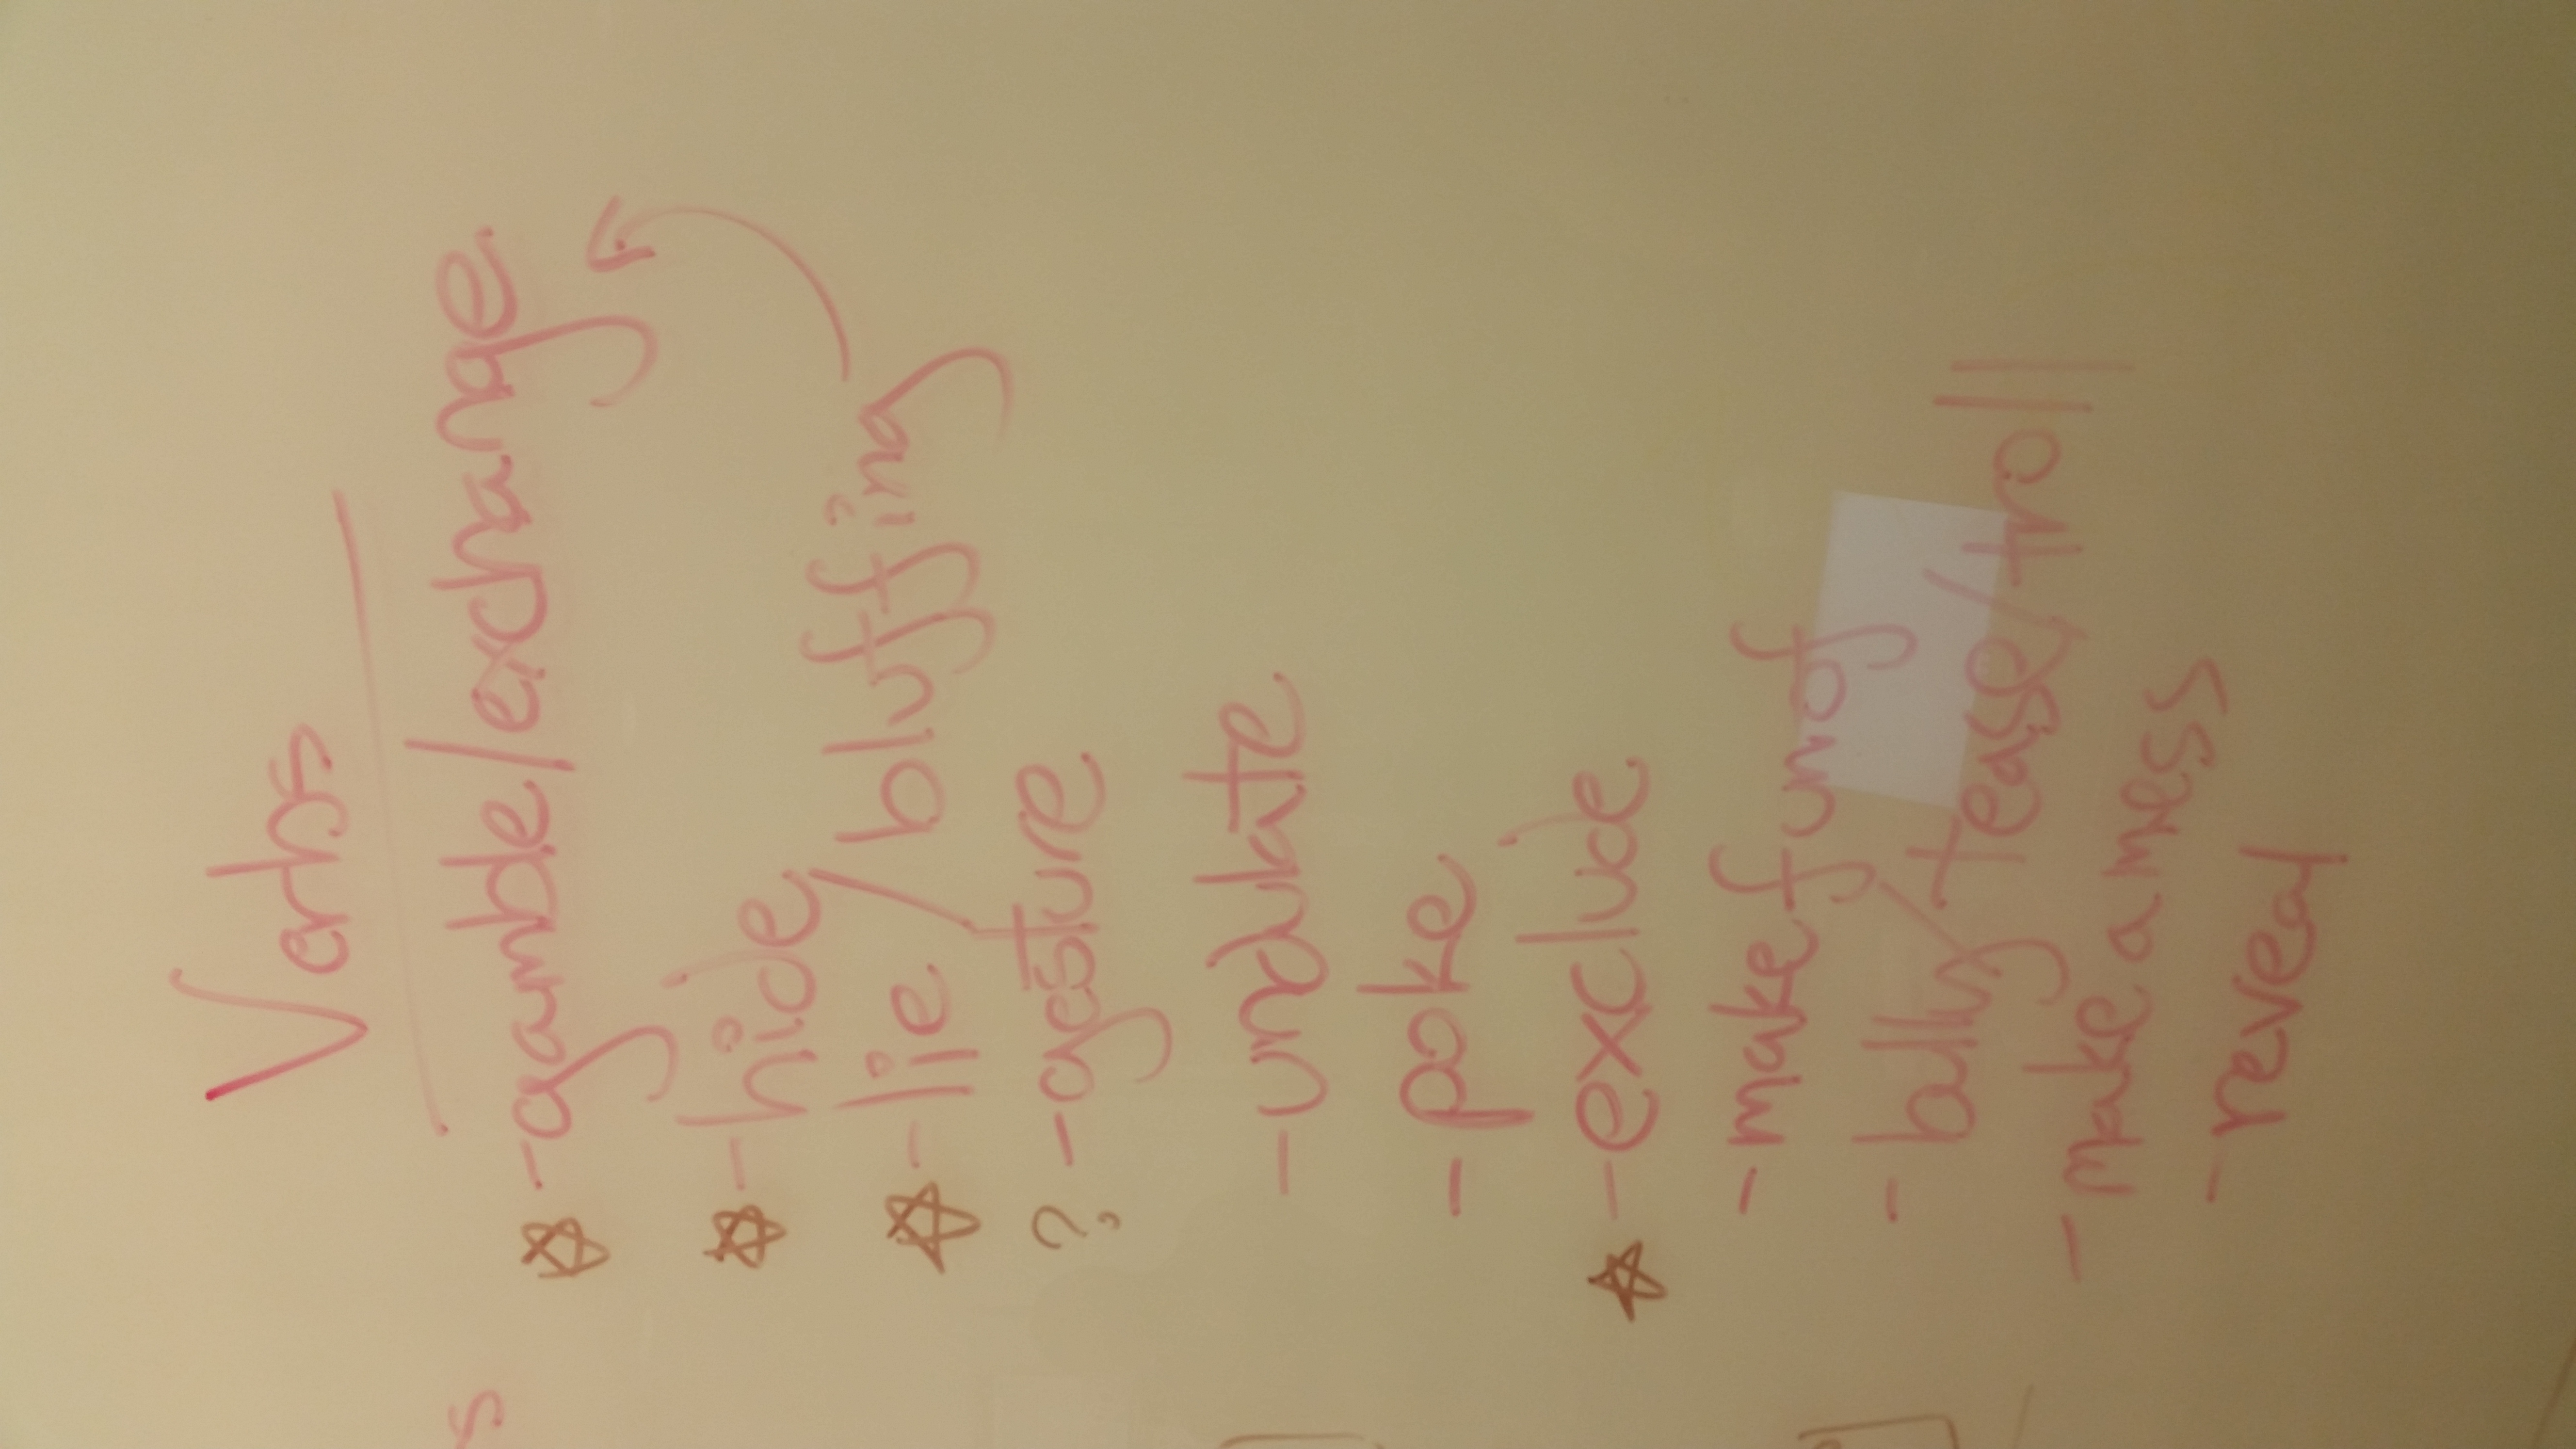 Verbs
s
- gamble/exchange
- hide
- lie/bluffing
? - gesture
- undulate
- poke
- exclude
- make fun of
- bully/tease/troll
- make a mess
- reveal